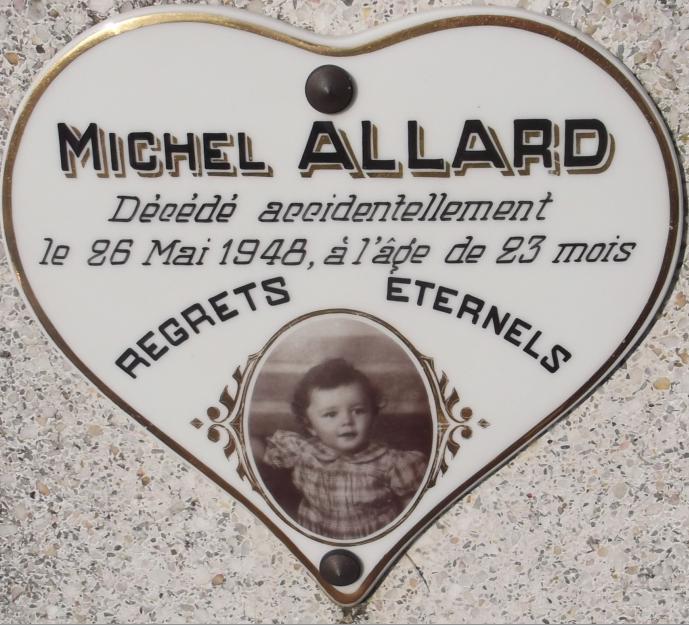 MICHEL ALLARD
Décédé accidentellement
le 26 Mai 1948, à l'âge de 23 mois
REGRETS ETERNELS